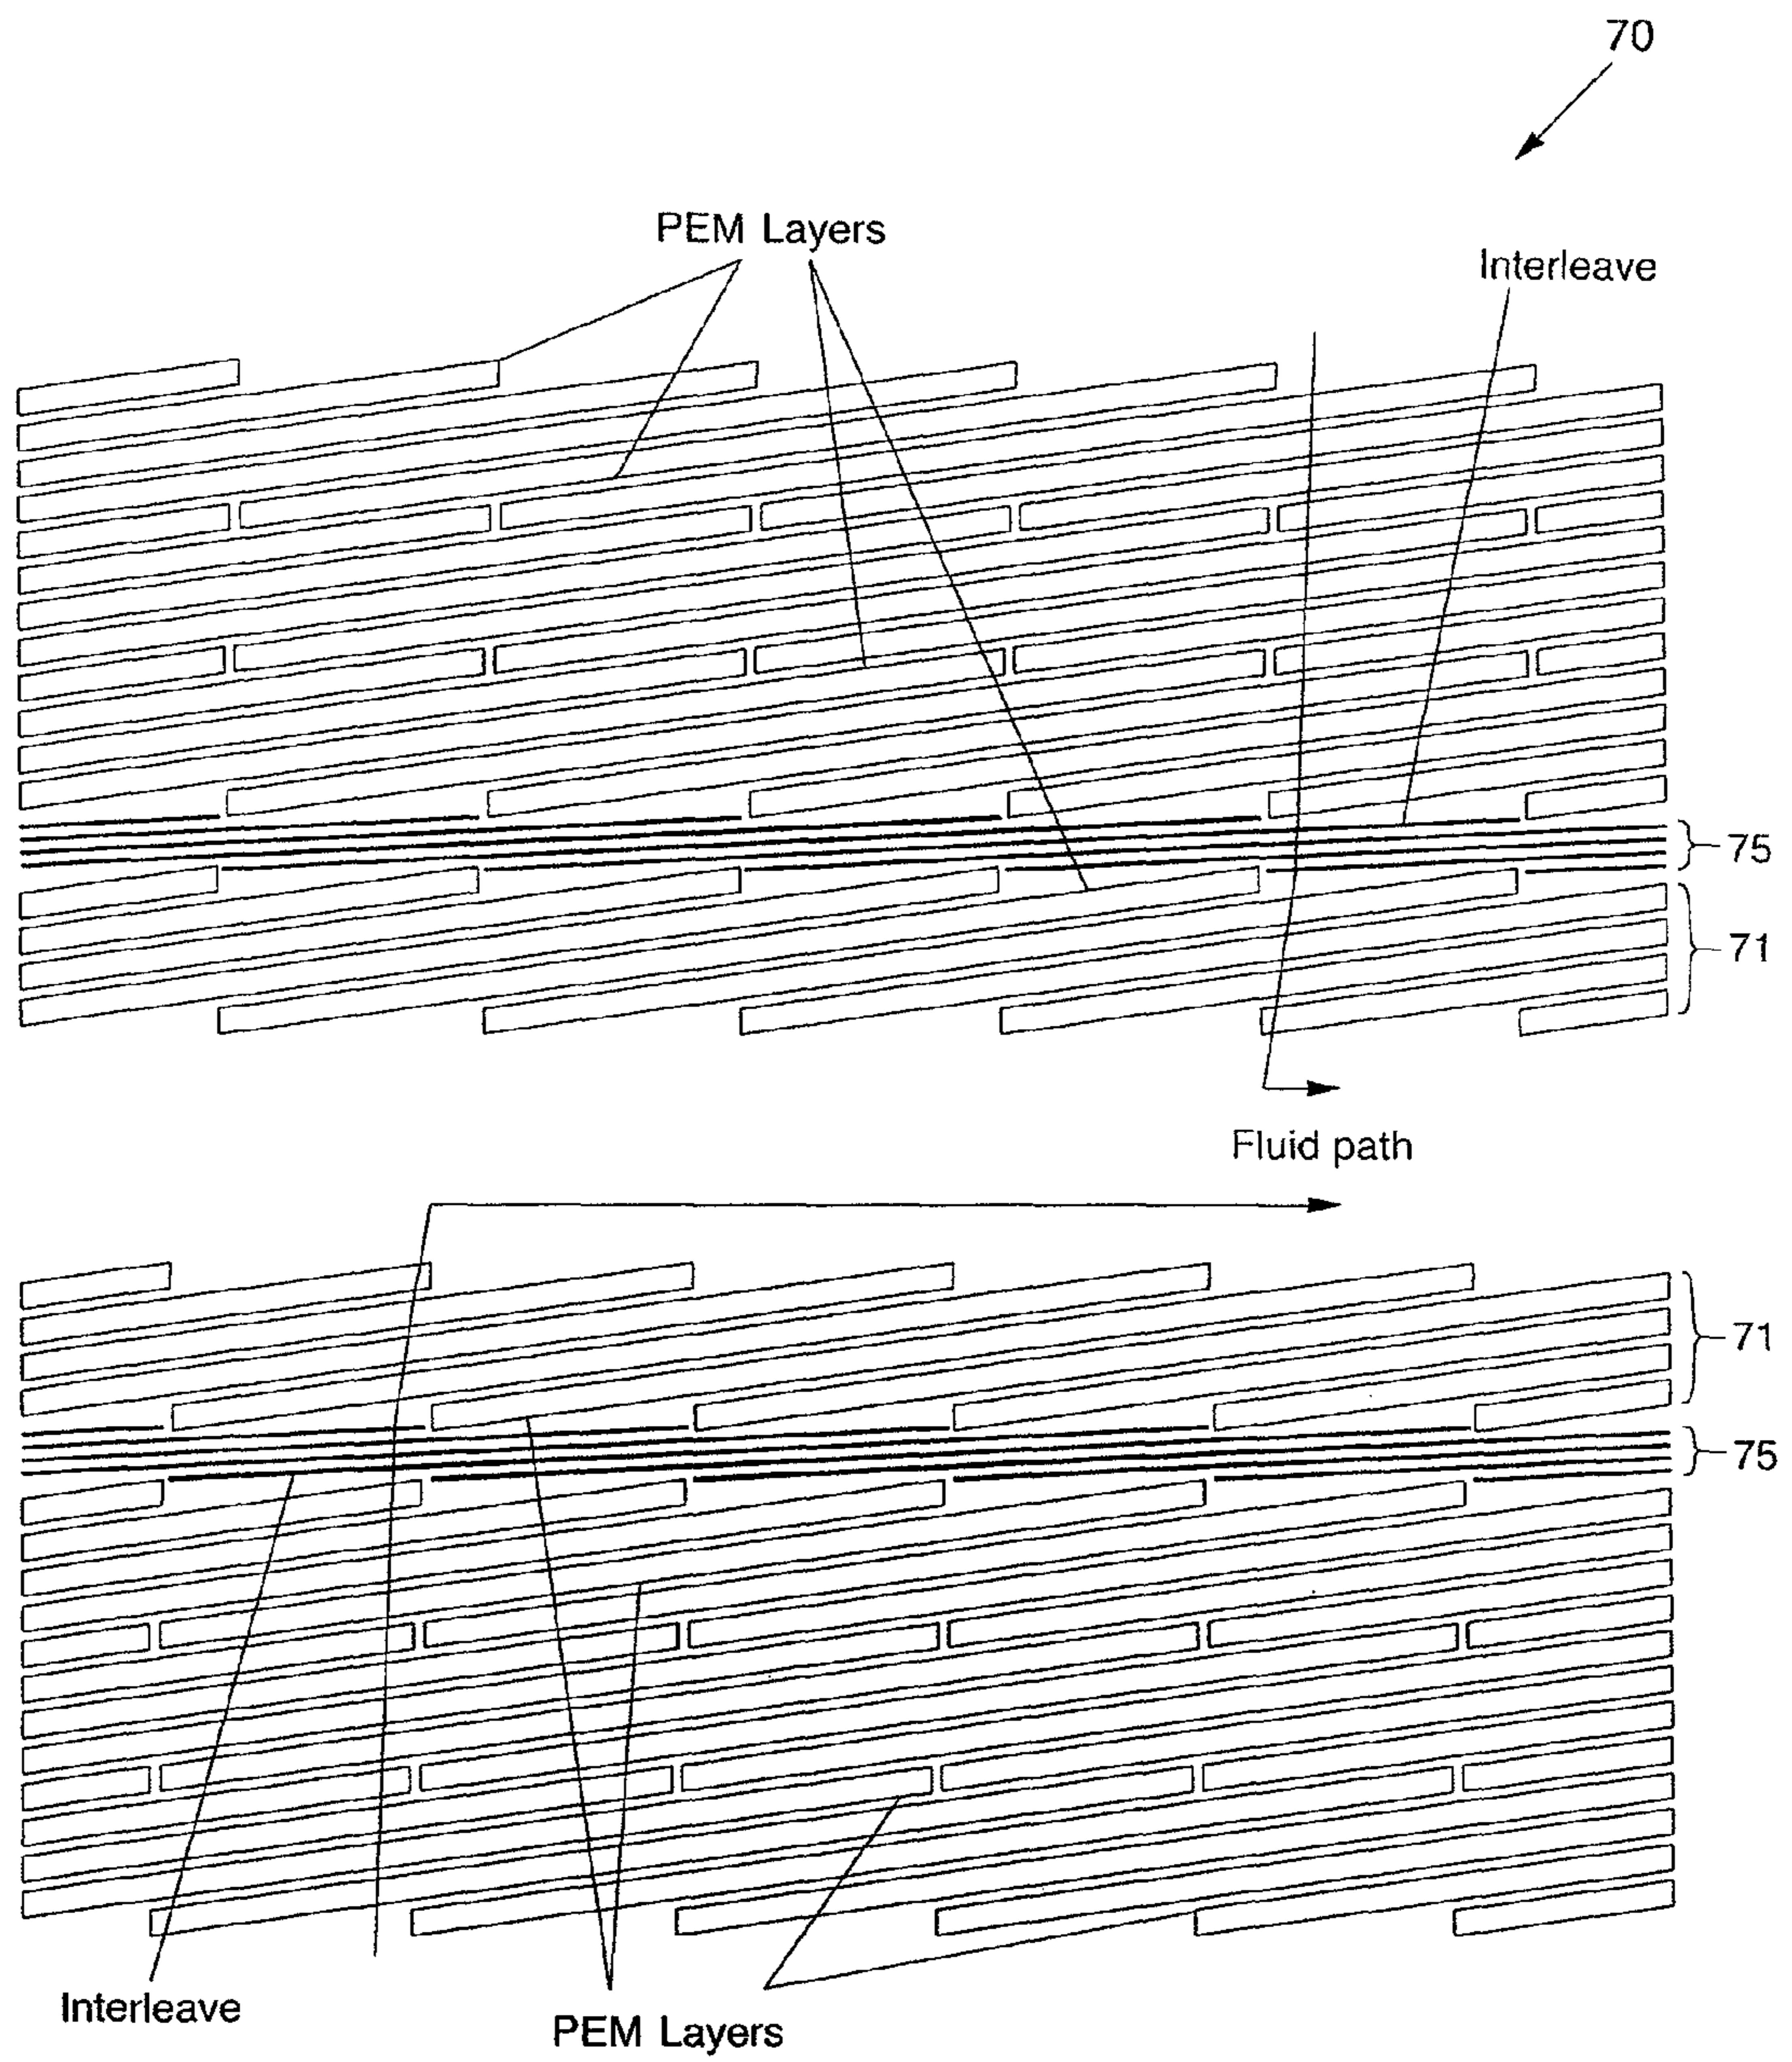 70
PEM Layers
Interleave
75
71
Fluid path
71
75
Interleave
PEM Layers